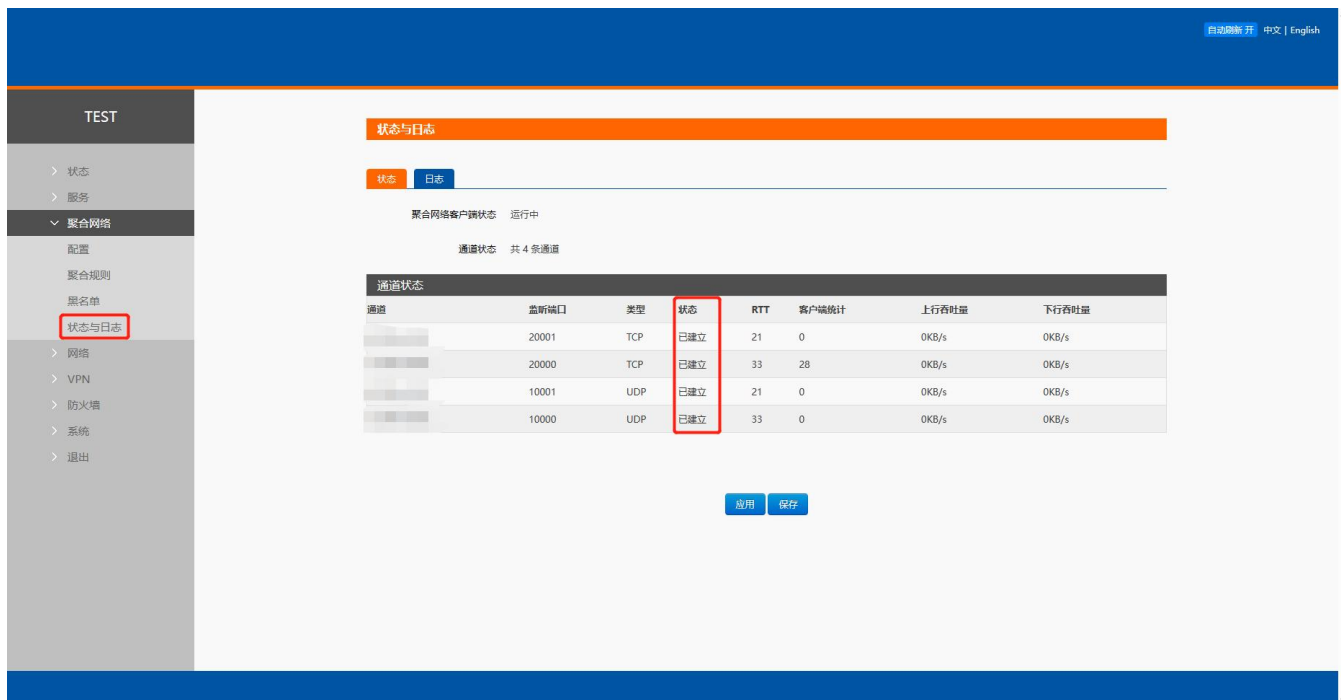 自动刷新 开 中文 | English
TEST
状态
服务
聚合网络
配置
聚合规则
黑名单
状态与日志
网络
VPN
防火墙
系统
退出
状态与日志
状态 日志
聚合网络客户端状态 运行中
通道状态 共 4 条通道
通道状态
通道 监听端口 类型 状态 RTT 客户端统计 上行吞吐量 下行吞吐量
20001 TCP 已建立 21 0 0KB/s 0KB/s
20000 TCP 已建立 33 28 0KB/s 0KB/s
10001 UDP 已建立 21 0 0KB/s 0KB/s
10000 UDP 已建立 33 0 0KB/s 0KB/s
应用 保存